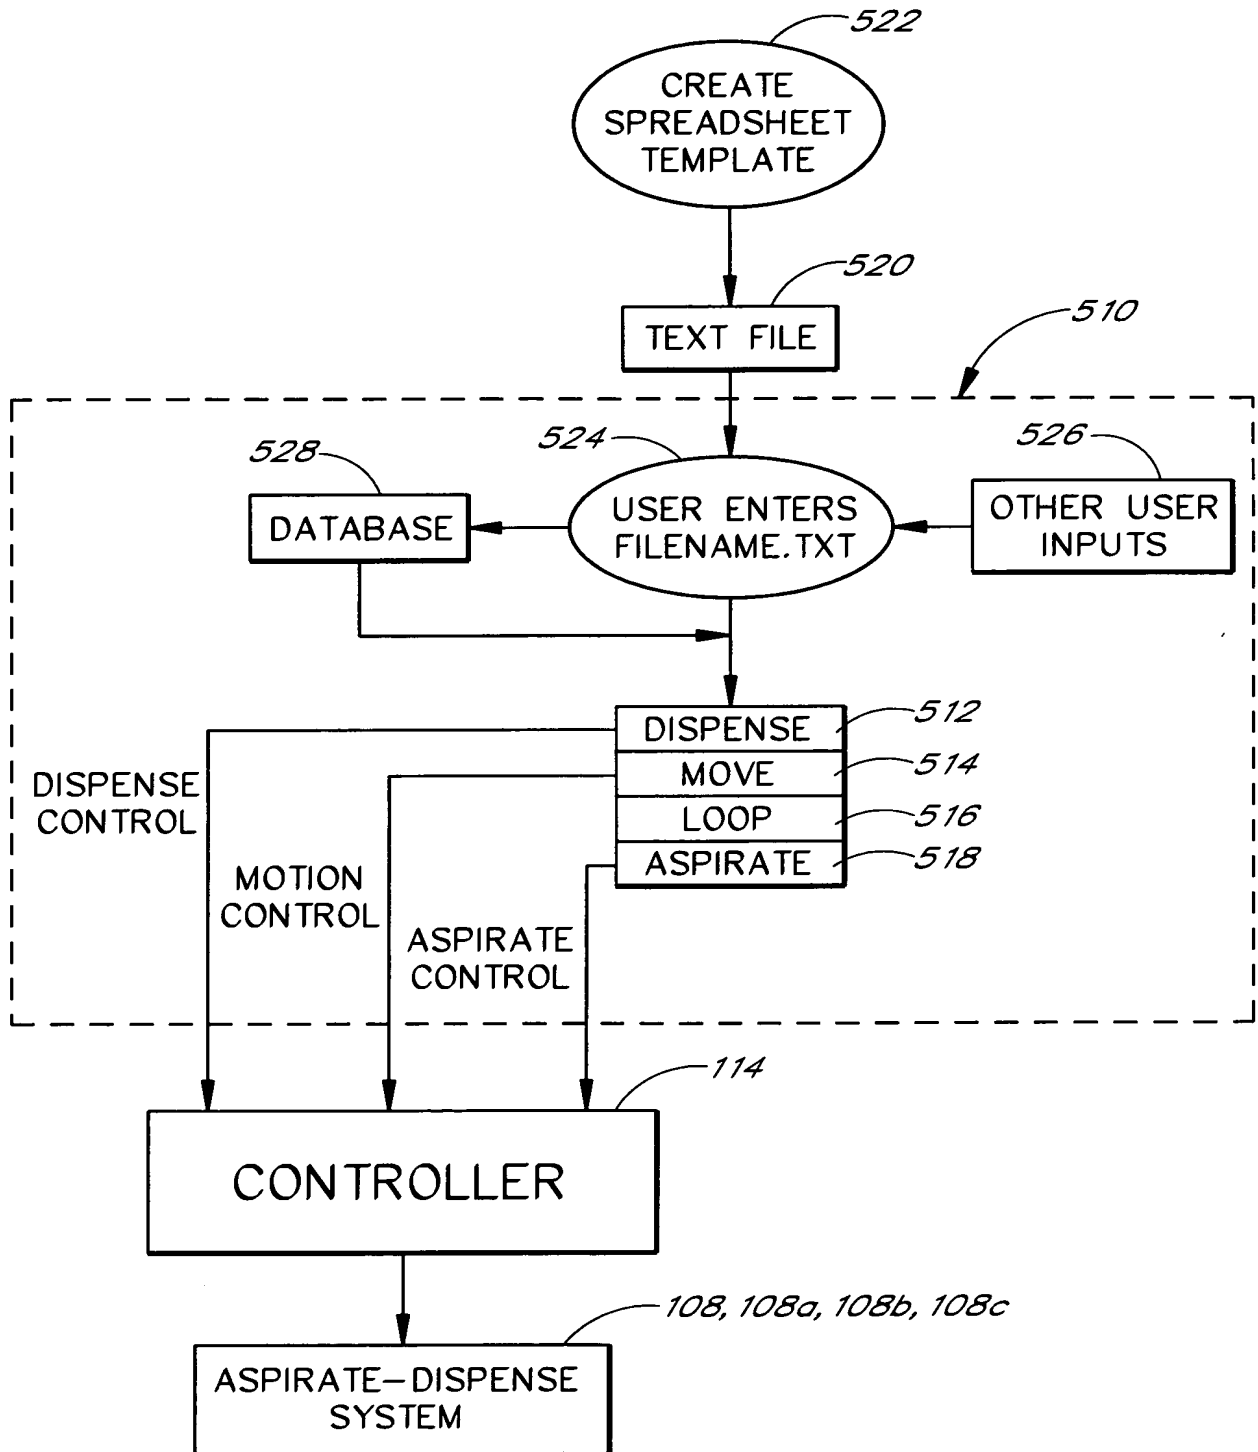 522
CREATE
SPREADSHEET
TEMPLATE
520
TEXT FILE
510
524
526
528
USER ENTERS
FILENAME.TXT
OTHER USER
INPUTS
DATABASE
DISPENSE
512
MOVE
514
LOOP
516
ASPIRATE
518
DISPENSE
CONTROL
MOTION
CONTROL
ASPIRATE
CONTROL
114
CONTROLLER
108, 108a, 108b, 108c
ASPIRATE-DISPENSE
SYSTEM